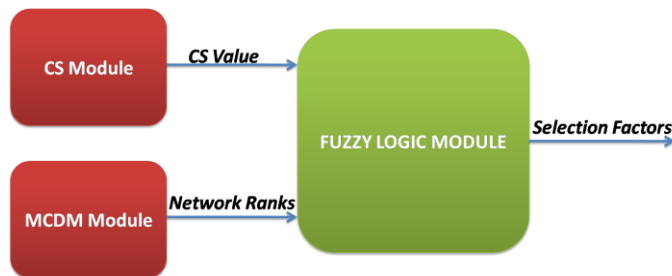 CS Module
CS Value
FUZZY LOGIC MODULE
Selection Factors
MCDM Module
Network Ranks